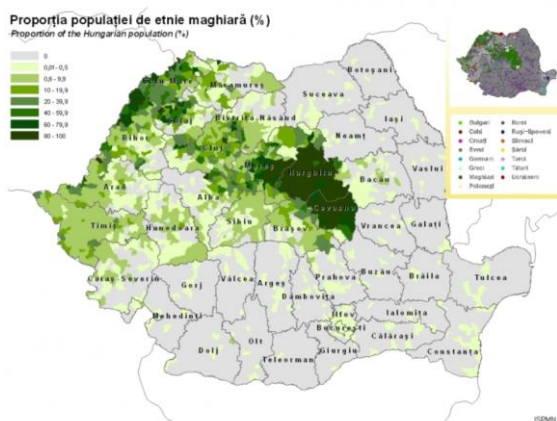 Proporția populației de etnie maghiară (%)
-Proportion of the Hungarian population (%)
0
0,01 - 0,5
0,6 - 9,9
10 - 19,9
20 - 39,9
40 - 59,9
60 - 79,9
80 - 100
Satu Mare
Maramureș
Botoșani
Suceava
Sălaj
Bistrița-Năsăud
Iași
Bihor
Cluj
Neamț
Mureș
Harghita
Bacău
Vaslui
Arad
Alba
Covasna
Timiș
Hunedoara
Sibiu
Brașov
Vrancea
Galați
Caraș-Severin
Gorj
Vâlcea
Argeș
Prahova
Buzău
Brăila
Tulcea
Dâmbovița
Mehedinți
Ilfov
București
Ialomița
Olt
Călărași
Dolj
Teleorman
Giurgiu
Constanța
Bulgari
Cehi
Croați
Evrei
Germani
Greci
Maghiari
Polonezi
Romi
Ruși-lipoveni
Slovaci
Sârbi
Turci
Tătari
Ucraineni
ISPMN